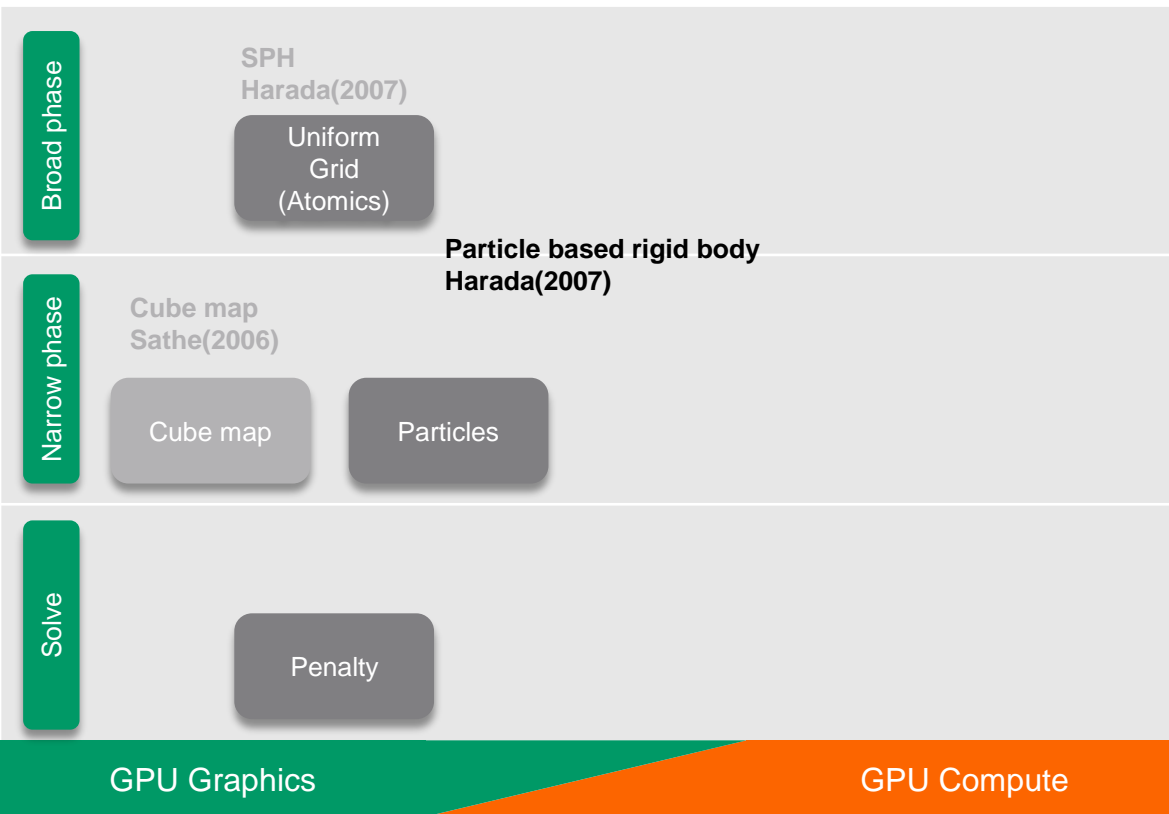 Broad phase
SPH
Harada(2007)
Uniform
Grid
(Atomics)
Particle based rigid body
Harada(2007)
Narrow phase
Cube map
Sathe(2006)
Cube map
Particles
Solve
Penalty
GPU Graphics
GPU Compute